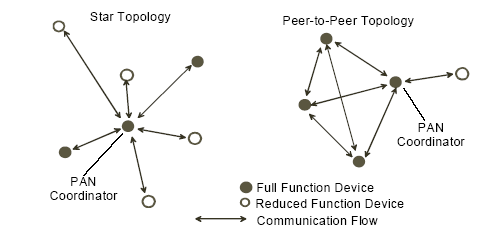 Star Topology
Peer-to-Peer Topology
PAN
Coordinator
PAN
Coordinator
Full Function Device
Reduced Function Device
Communication Flow